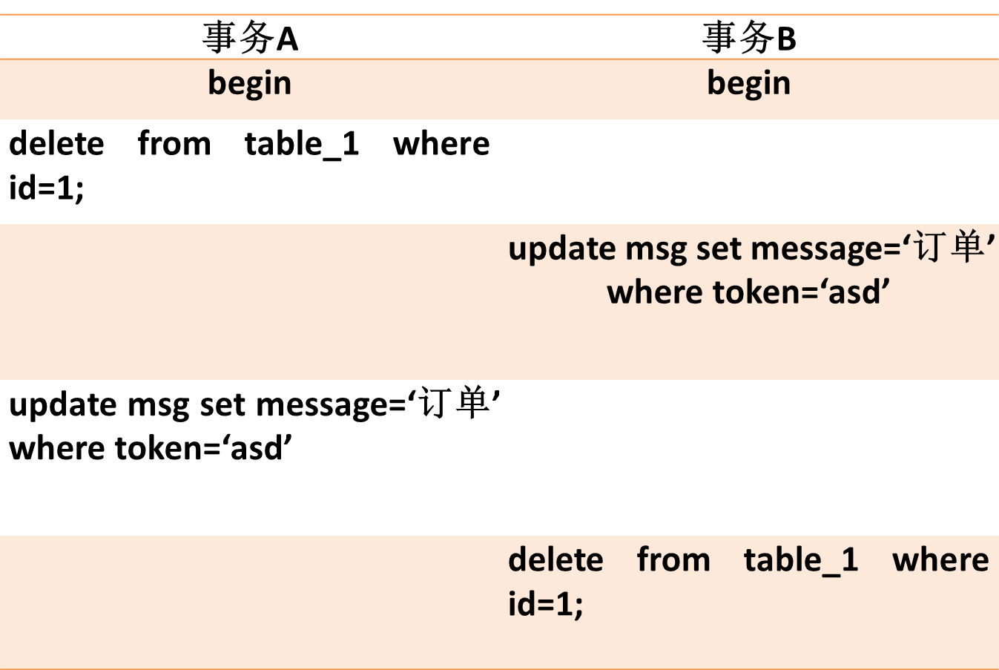 事务A
事务B
begin
begin
delete from table_1 where
id=1;
update msg set message=‘订单’
where token=‘asd’
update msg set message=‘订单’
where token=‘asd’
delete from table_1 where
id=1;